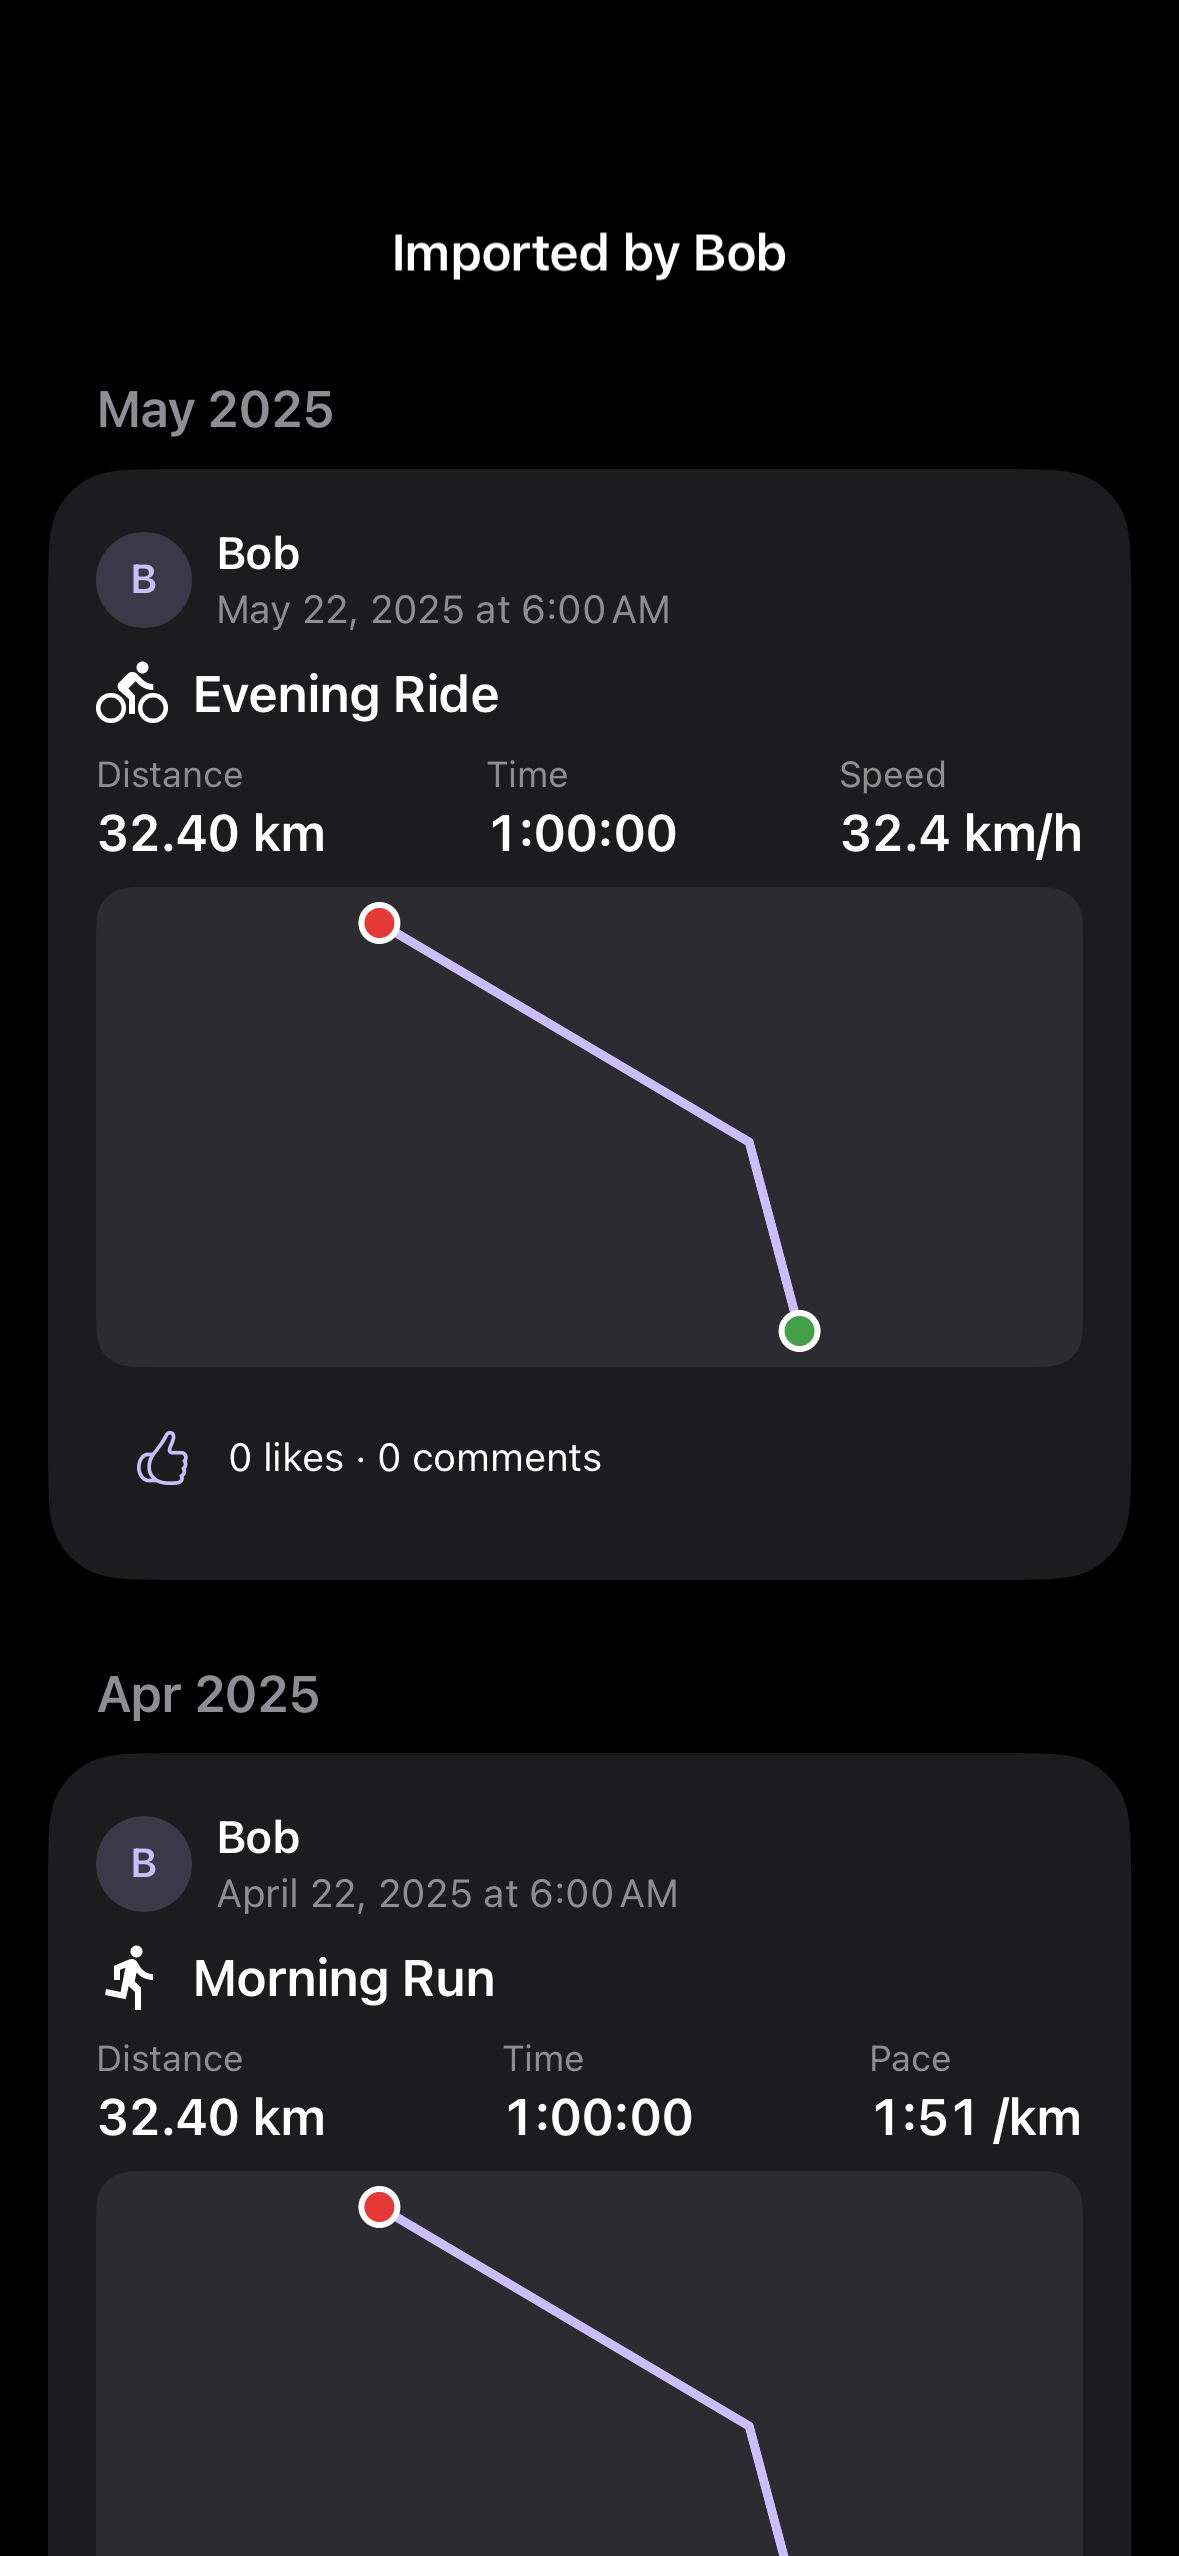 Imported by Bob
May 2025
B
Bob
May 22, 2025 at 6:00 AM
Evening Ride
Distance Time Speed
32.40 km 1:00:00 32.4 km/h
0 likes · 0 comments
Apr 2025
B
Bob
April 22, 2025 at 6:00 AM
Morning Run
Distance Time Pace
32.40 km 1:00:00 1:51 /km